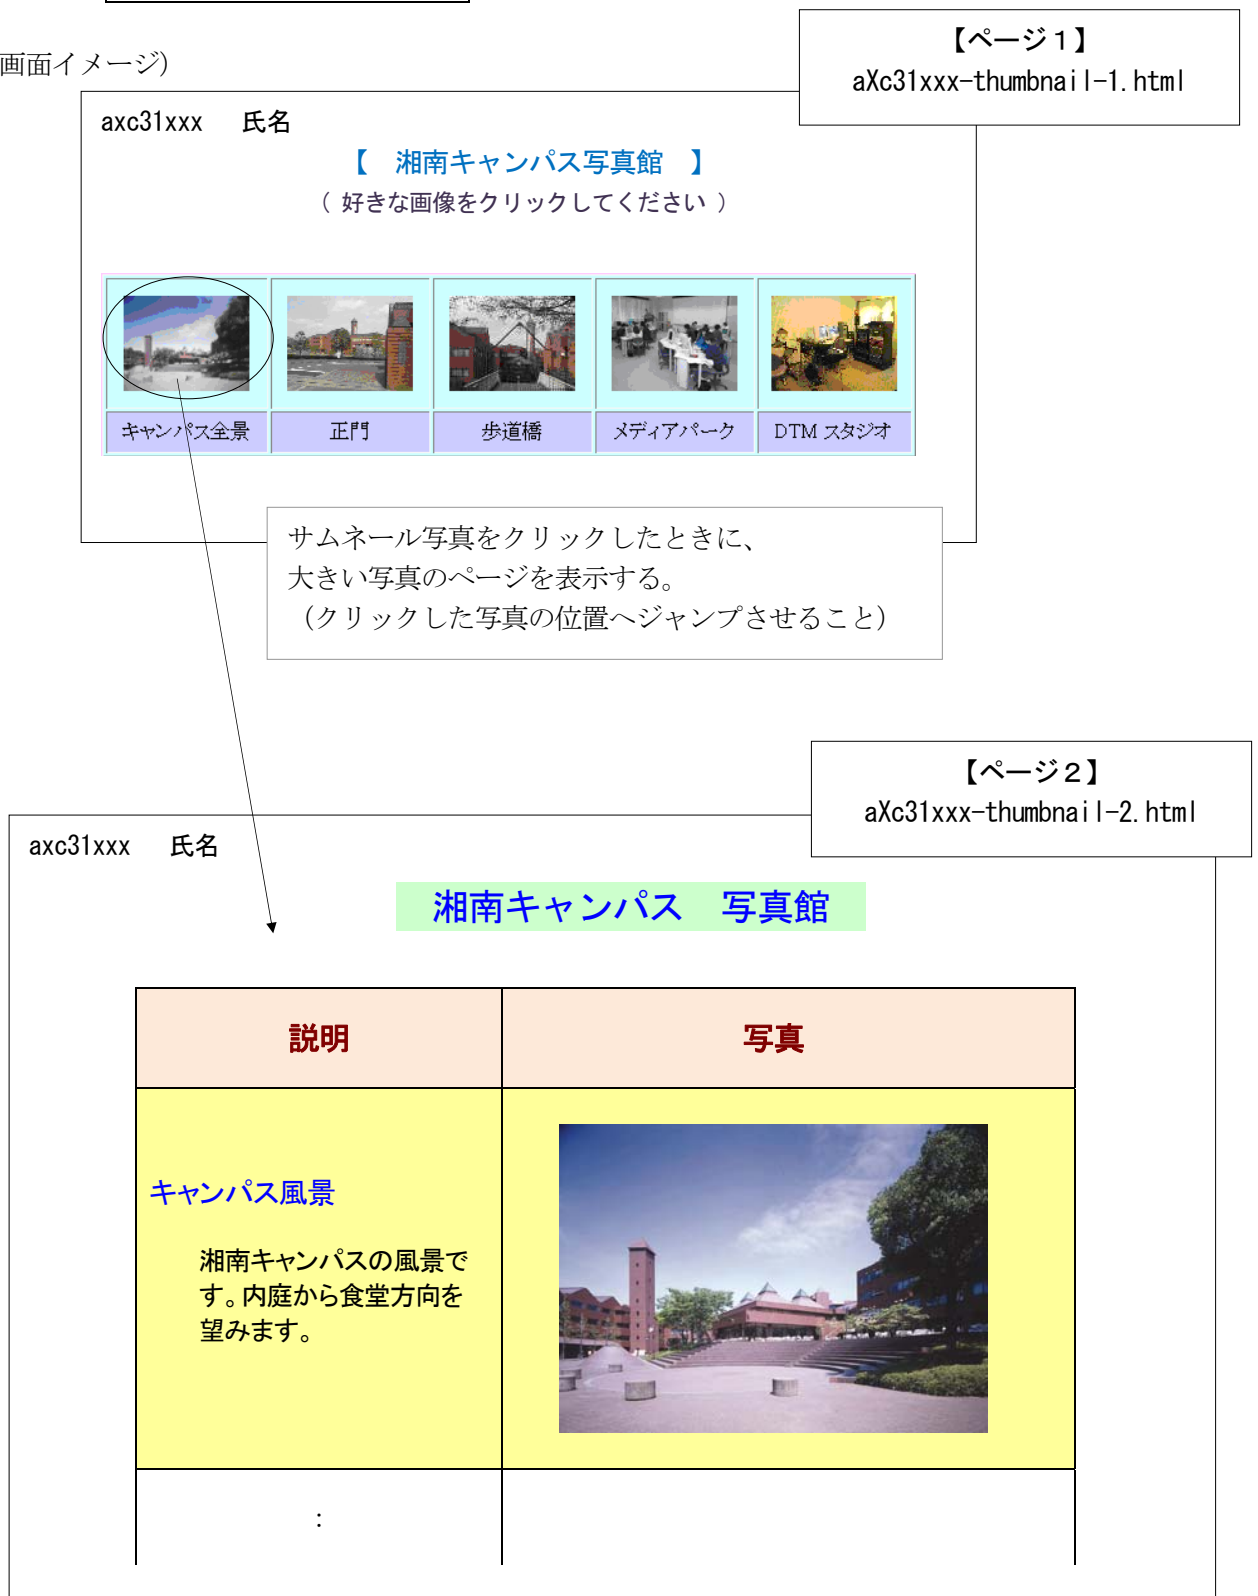 画面イメージ)
【ページ1】
aXc31xxx-thumbnail-1.html
axc31xxx 氏名
【 湘南キャンパス写真館 】
( 好きな画像をクリックしてください )
キャンパス全景 正門 歩道橋 メディアパーク DTM スタジオ
サムネール写真をクリックしたときに、
大きい写真のページを表示する。
(クリックした写真の位置へジャンプさせること)
【ページ2】
aXc31xxx-thumbnail-2.html
axc31xxx 氏名
湘南キャンパス 写真館
説明 写真
キャンパス風景
湘南キャンパスの風景で
す。内庭から食堂方向を
望みます。
: